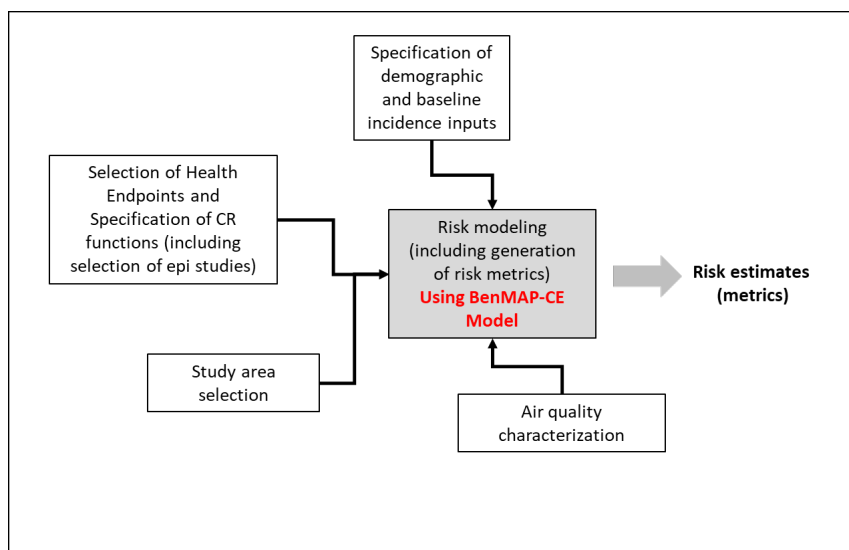 Specification of
demographic
and baseline
incidence inputs
Selection of Health
Endpoints and
Specification of CR
functions (including
selection of epi studies)
Risk modeling
(including generation
of risk metrics)
Using BenMAP-CE
Model
Risk estimates
(metrics)
Study area
selection
Air quality
characterization